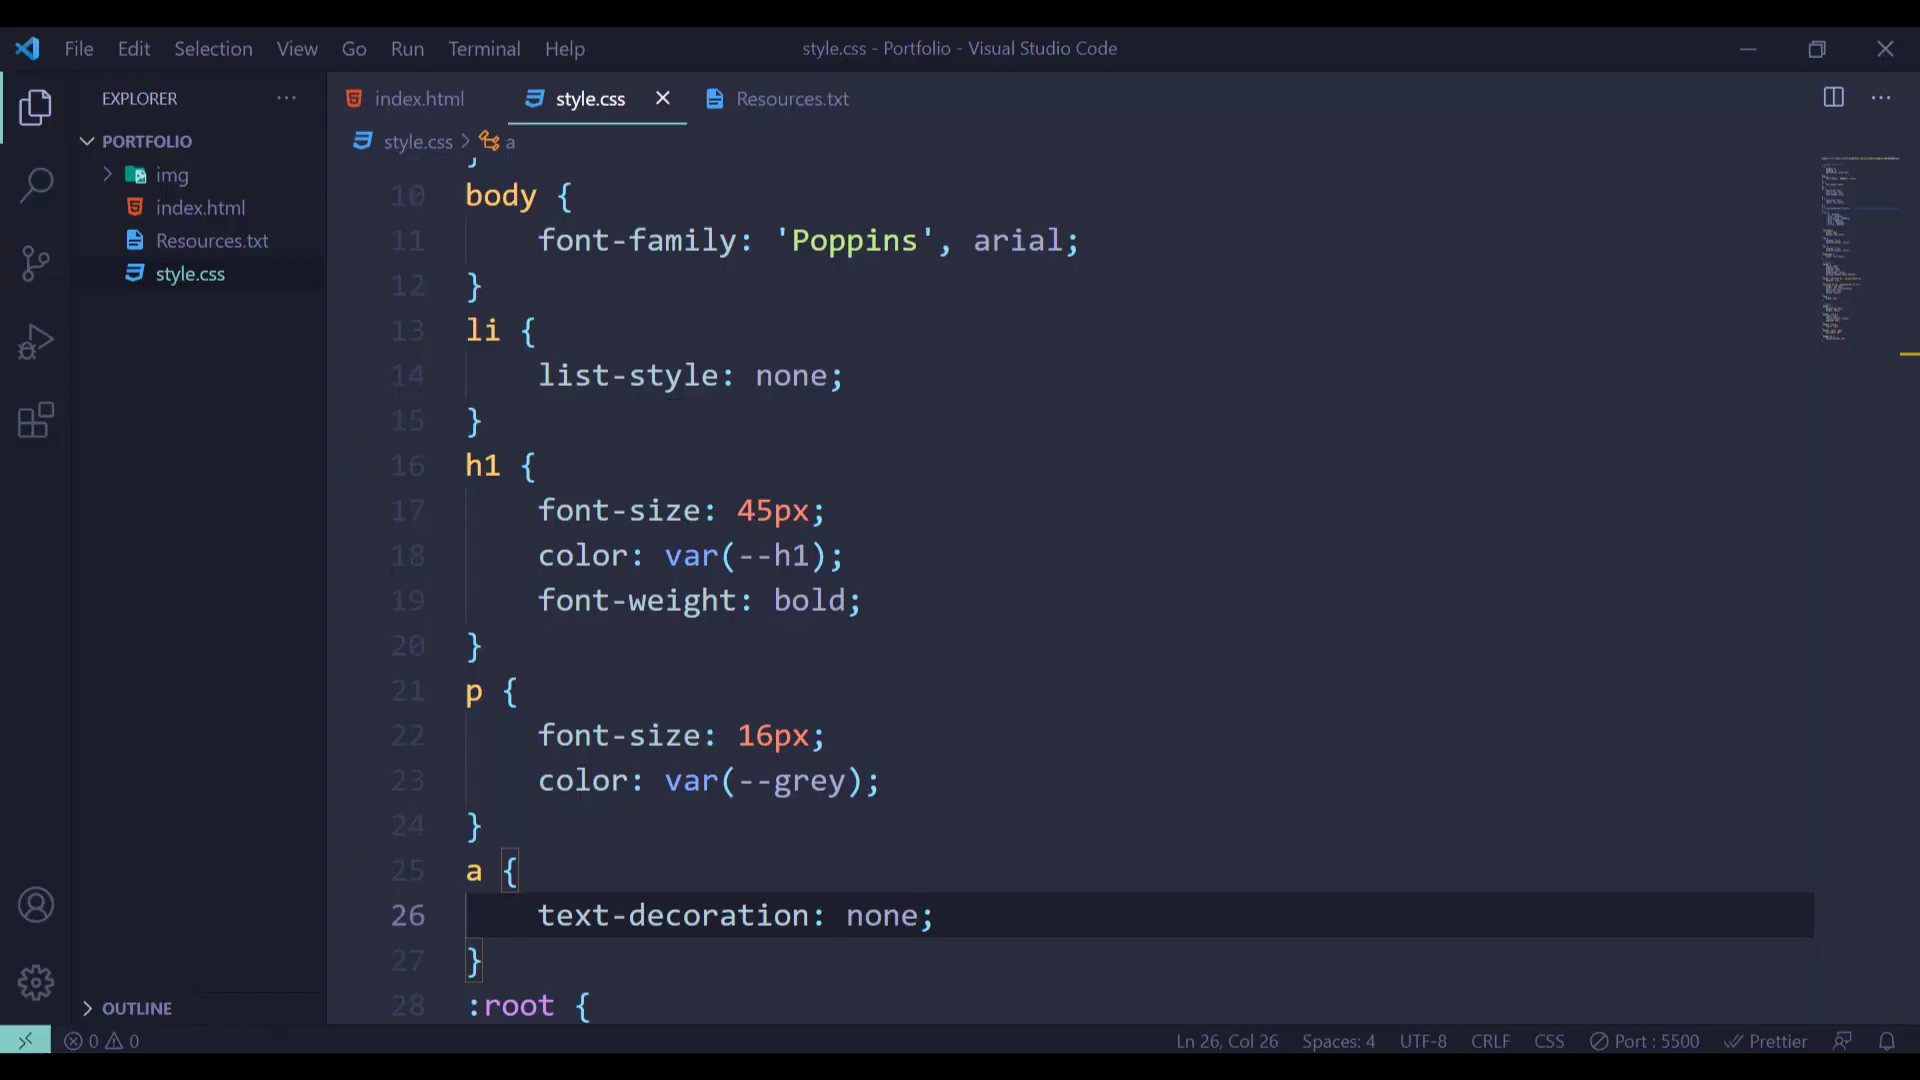 File Edit Selection View Go Run Terminal Help style.css - Portfolio - Visual Studio Code
EXPLORER
PORTFOLIO
img
index.html
Resources.txt
style.css
OUTLINE
index.html style.css Resources.txt
style.css > a
}
10 body {
11 font-family: 'Poppins', arial;
12 }
13 li {
14 list-style: none;
15 }
16 h1 {
17 font-size: 45px;
18 color: var(--h1);
19 font-weight: bold;
20 }
21 p {
22 font-size: 16px;
23 color: var(--grey);
24 }
25 a {
26 text-decoration: none;
27 }
28 :root {
0 0 Ln 26, Col 26 Spaces: 4 UTF-8 CRLF CSS Port : 5500 Prettier